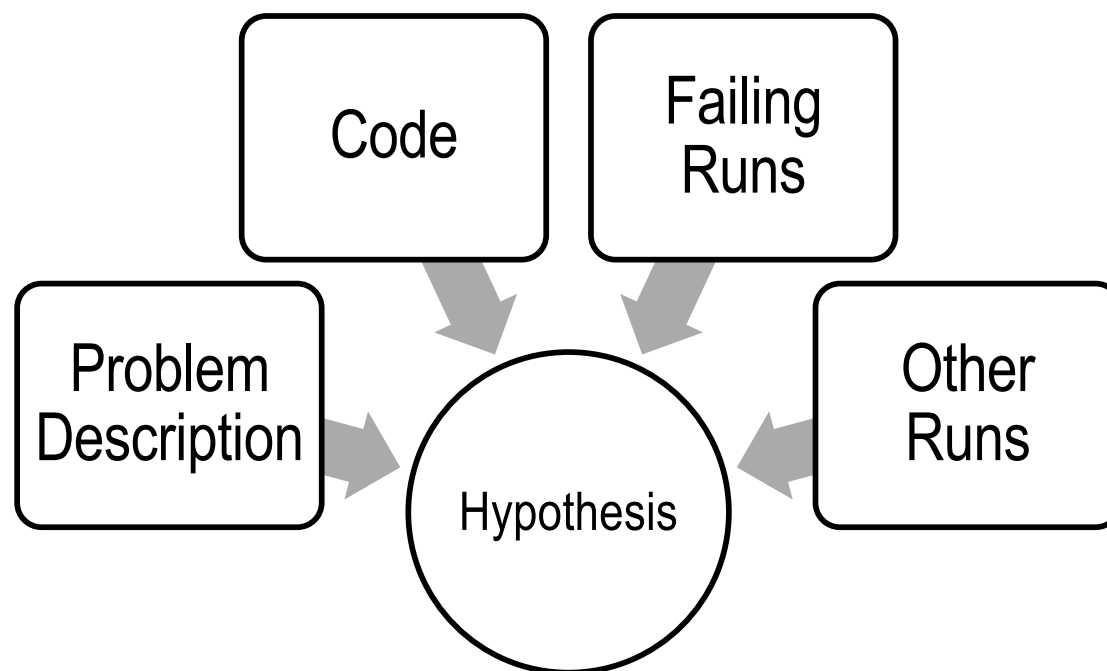 Code
Failing
Runs
Problem
Description
Other
Runs
Hypothesis